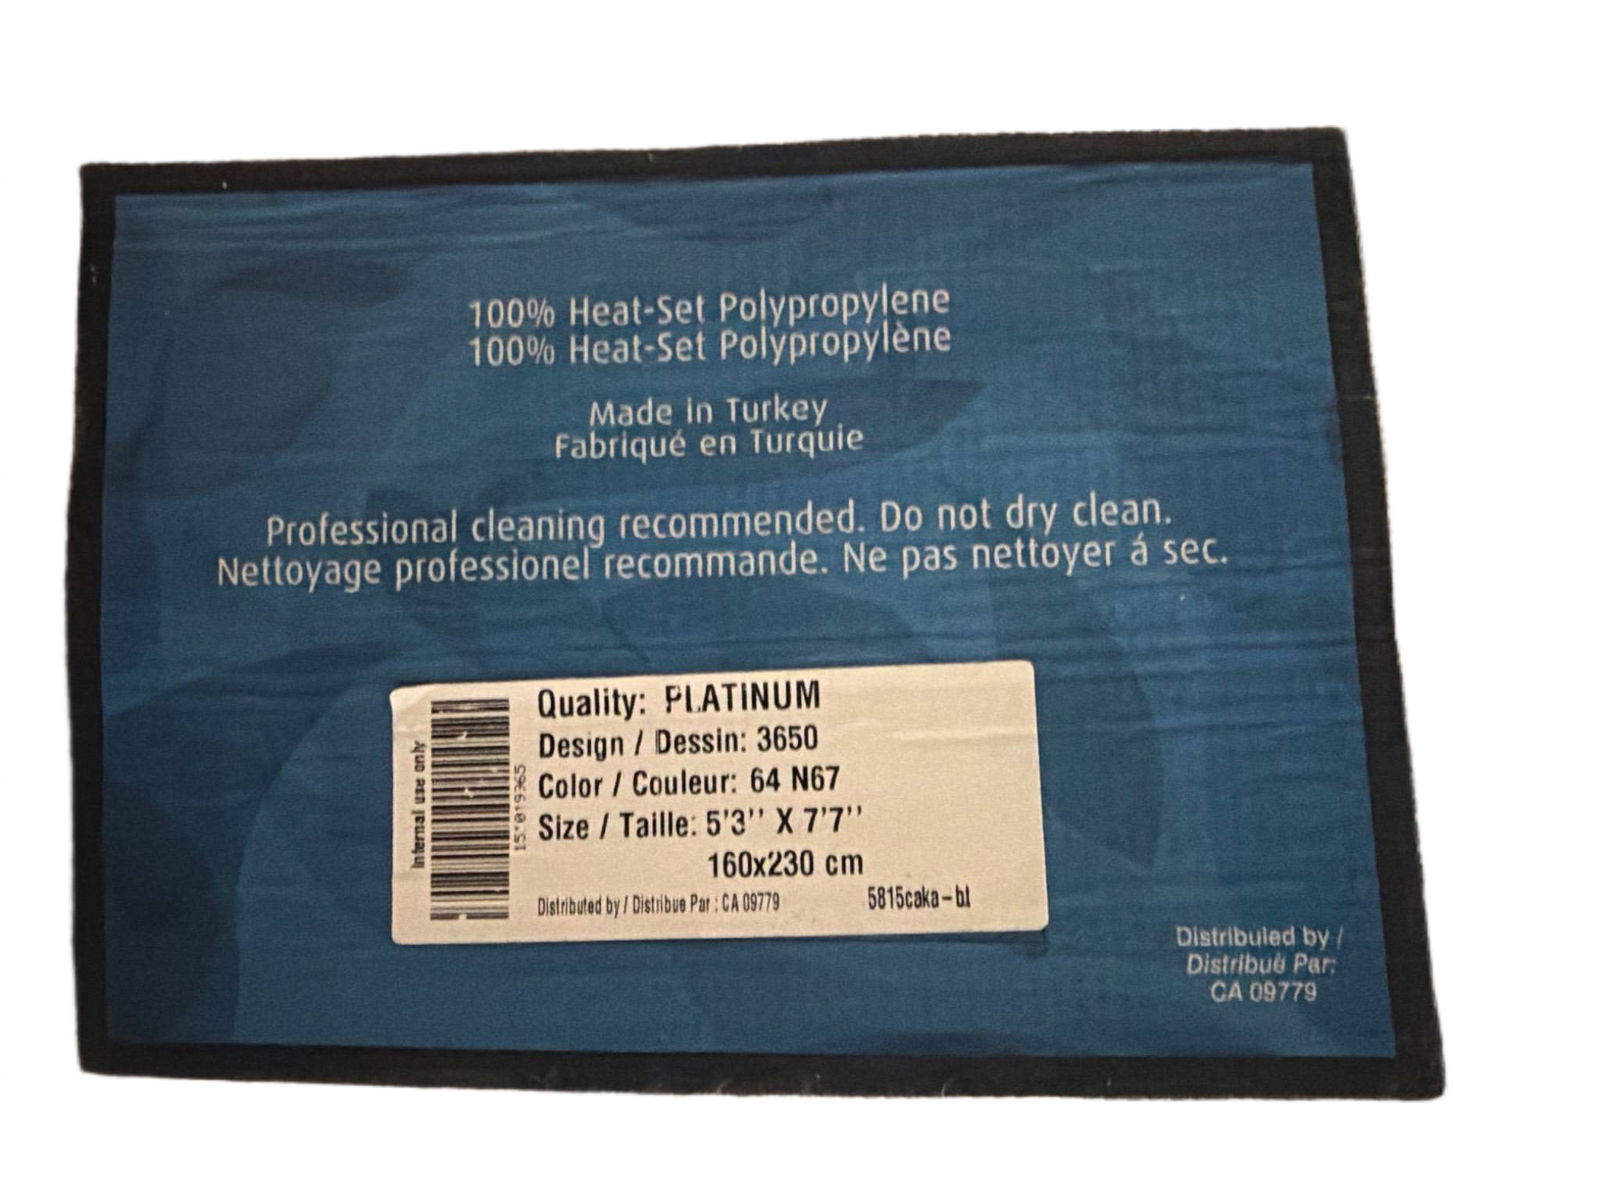 100% Heat-Set Polypropylene
100% Heat-Set Polypropylène
Made in Turkey
Fabriqué en Turquie
Professional cleaning recommended. Do not dry clean.
Nettoyage professionel recommande. Ne pas nettoyer á sec.
Internal use only
Quality: PLATINUM
Design / Dessin: 3650
Color / Couleur: 64 N67
Size / Taille: 5'3'' X 7'7''
160x230 cm
Distributed by / Distribue Par : CA 09779 5815caka-bl
Distributed by /
Distribué Par:
CA 09779